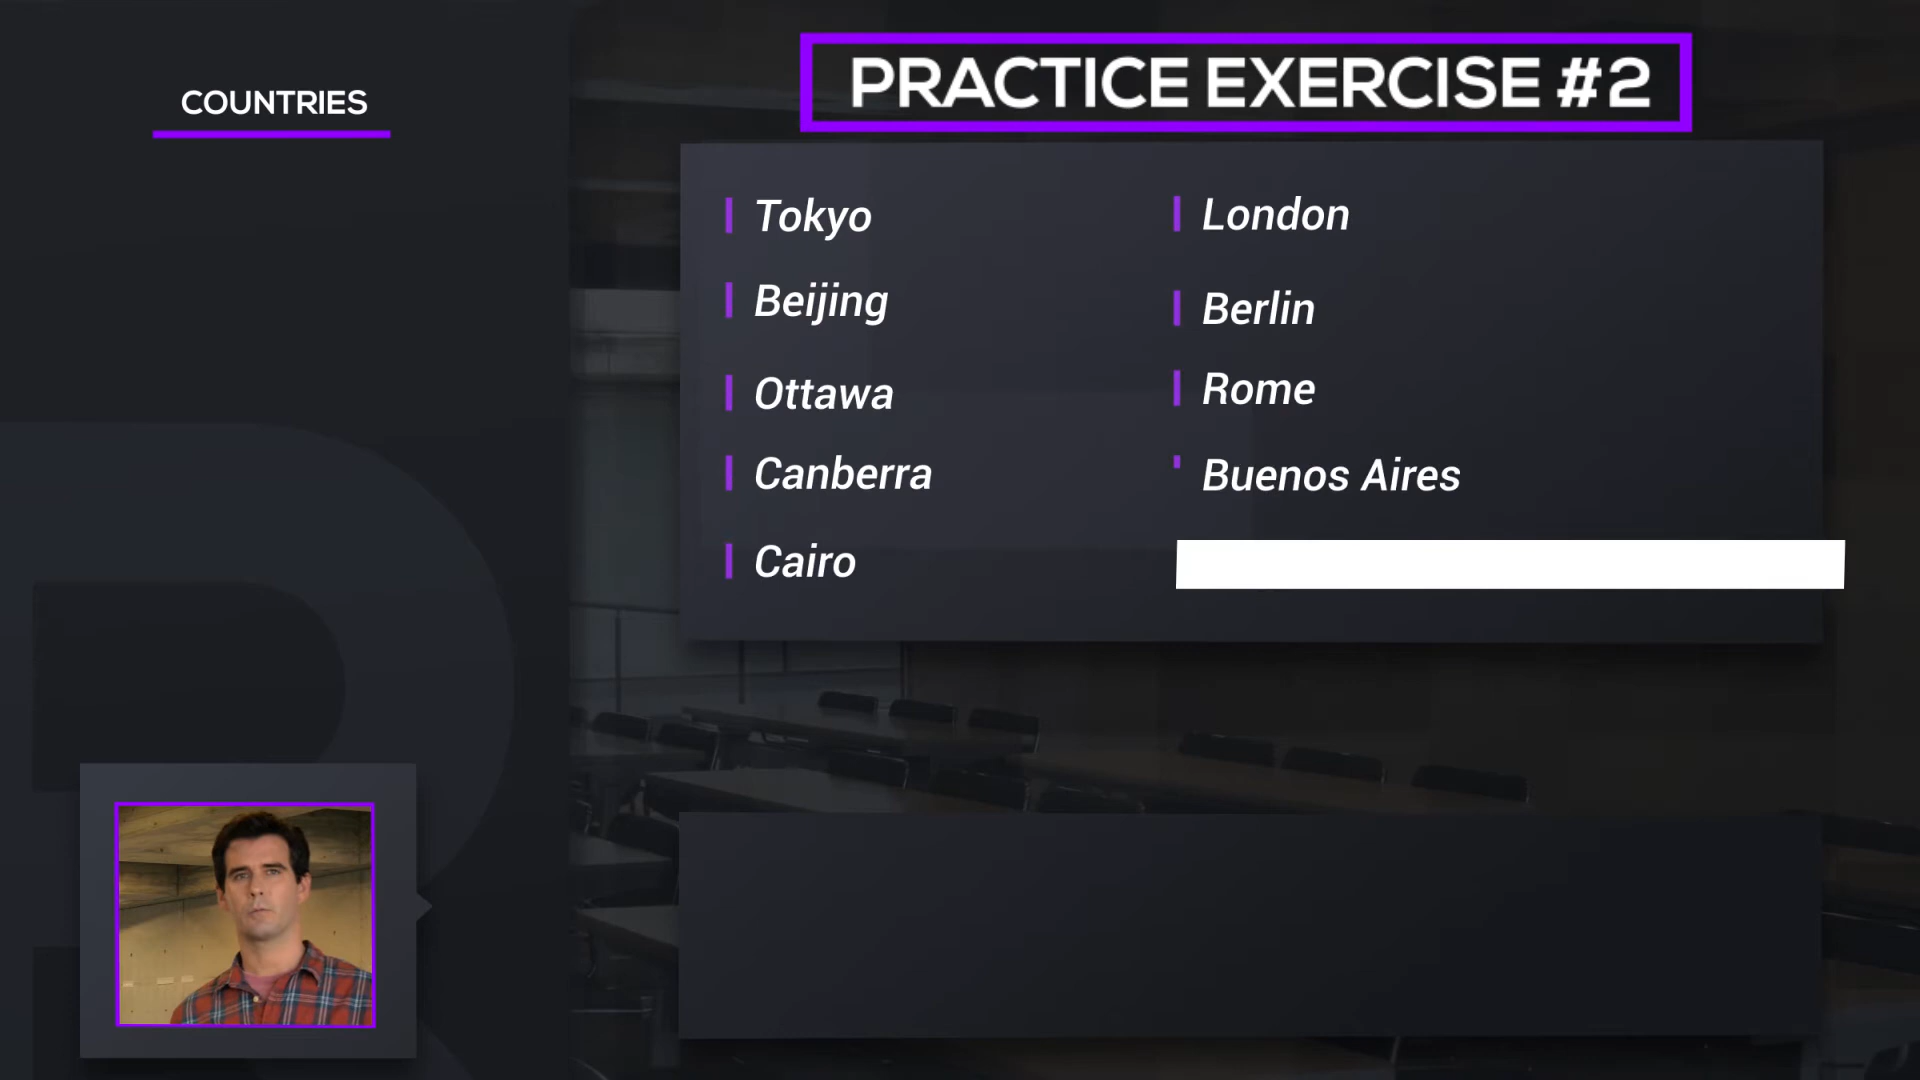 COUNTRIES
PRACTICE EXERCISE #2
Tokyo
Beijing
Ottawa
Canberra
Cairo
London
Berlin
Rome
Buenos Aires